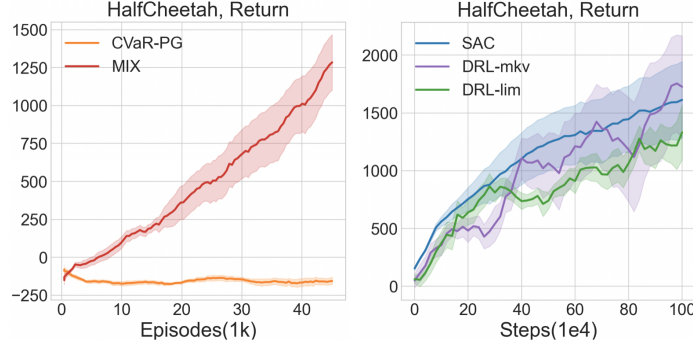 HalfCheetah, Return
1500
1250
1000
750
500
250
0
−250
0
10
20
30
40
Episodes(1k)
CVaR-PG
MIX
HalfCheetah, Return
2000
1500
1000
500
0
0
20
40
60
80
100
Steps(1e4)
SAC
DRL-mkv
DRL-lim